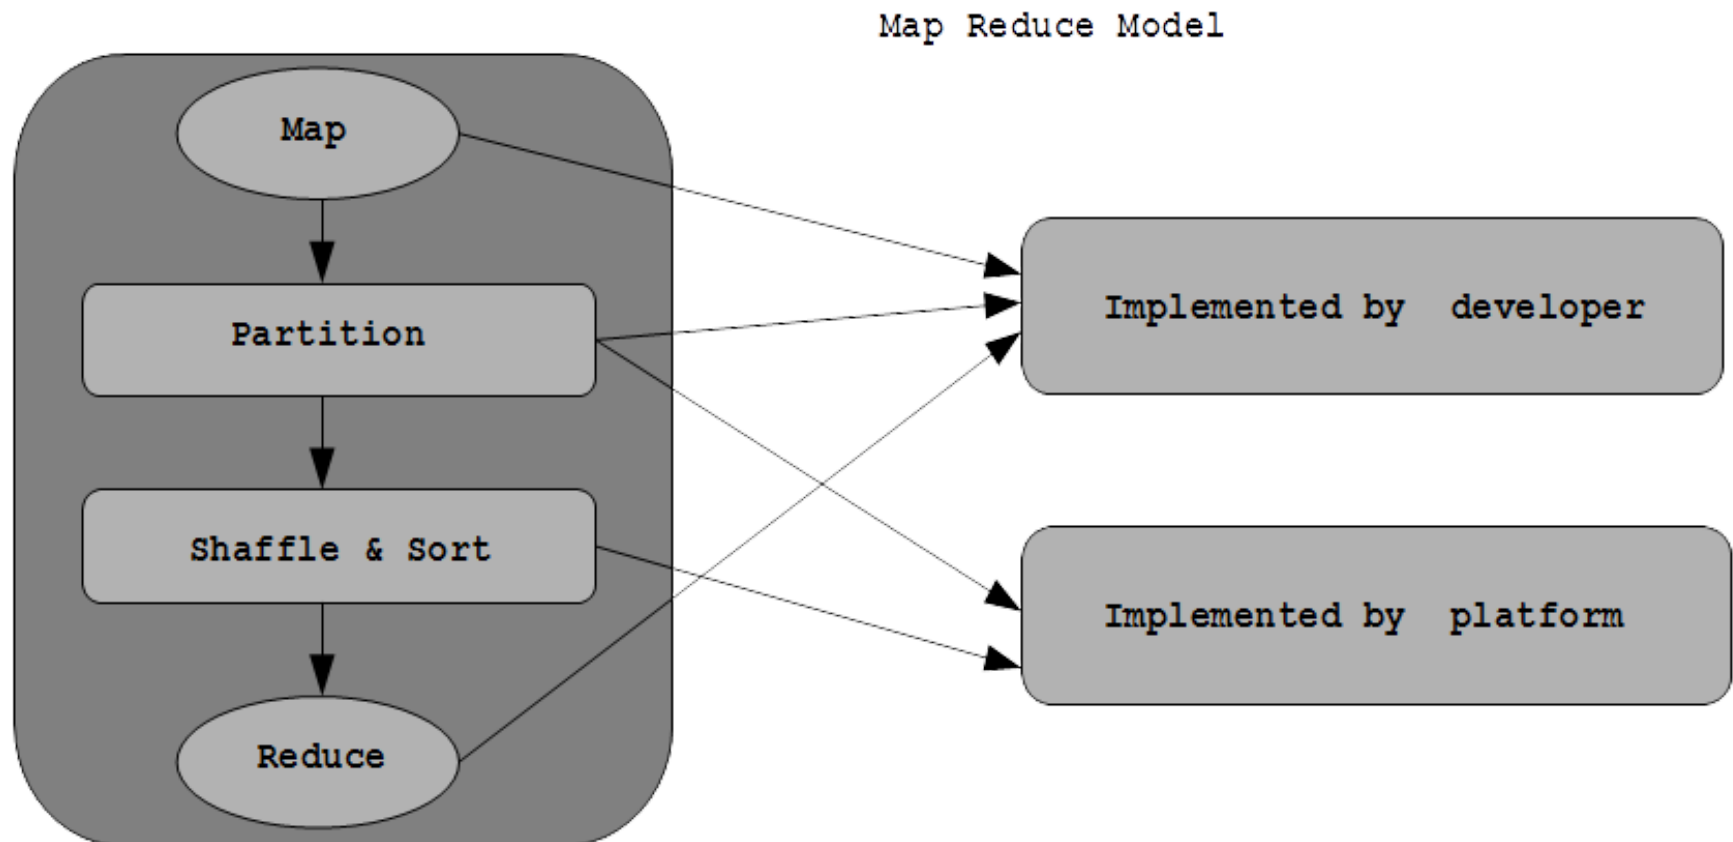 Map Reduce Model
Map
Partition
Shaffle & Sort
Reduce
Implemented by  developer
Implemented by  platform